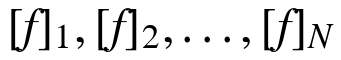 [f]₁, [f]₂, . . . , [f]N